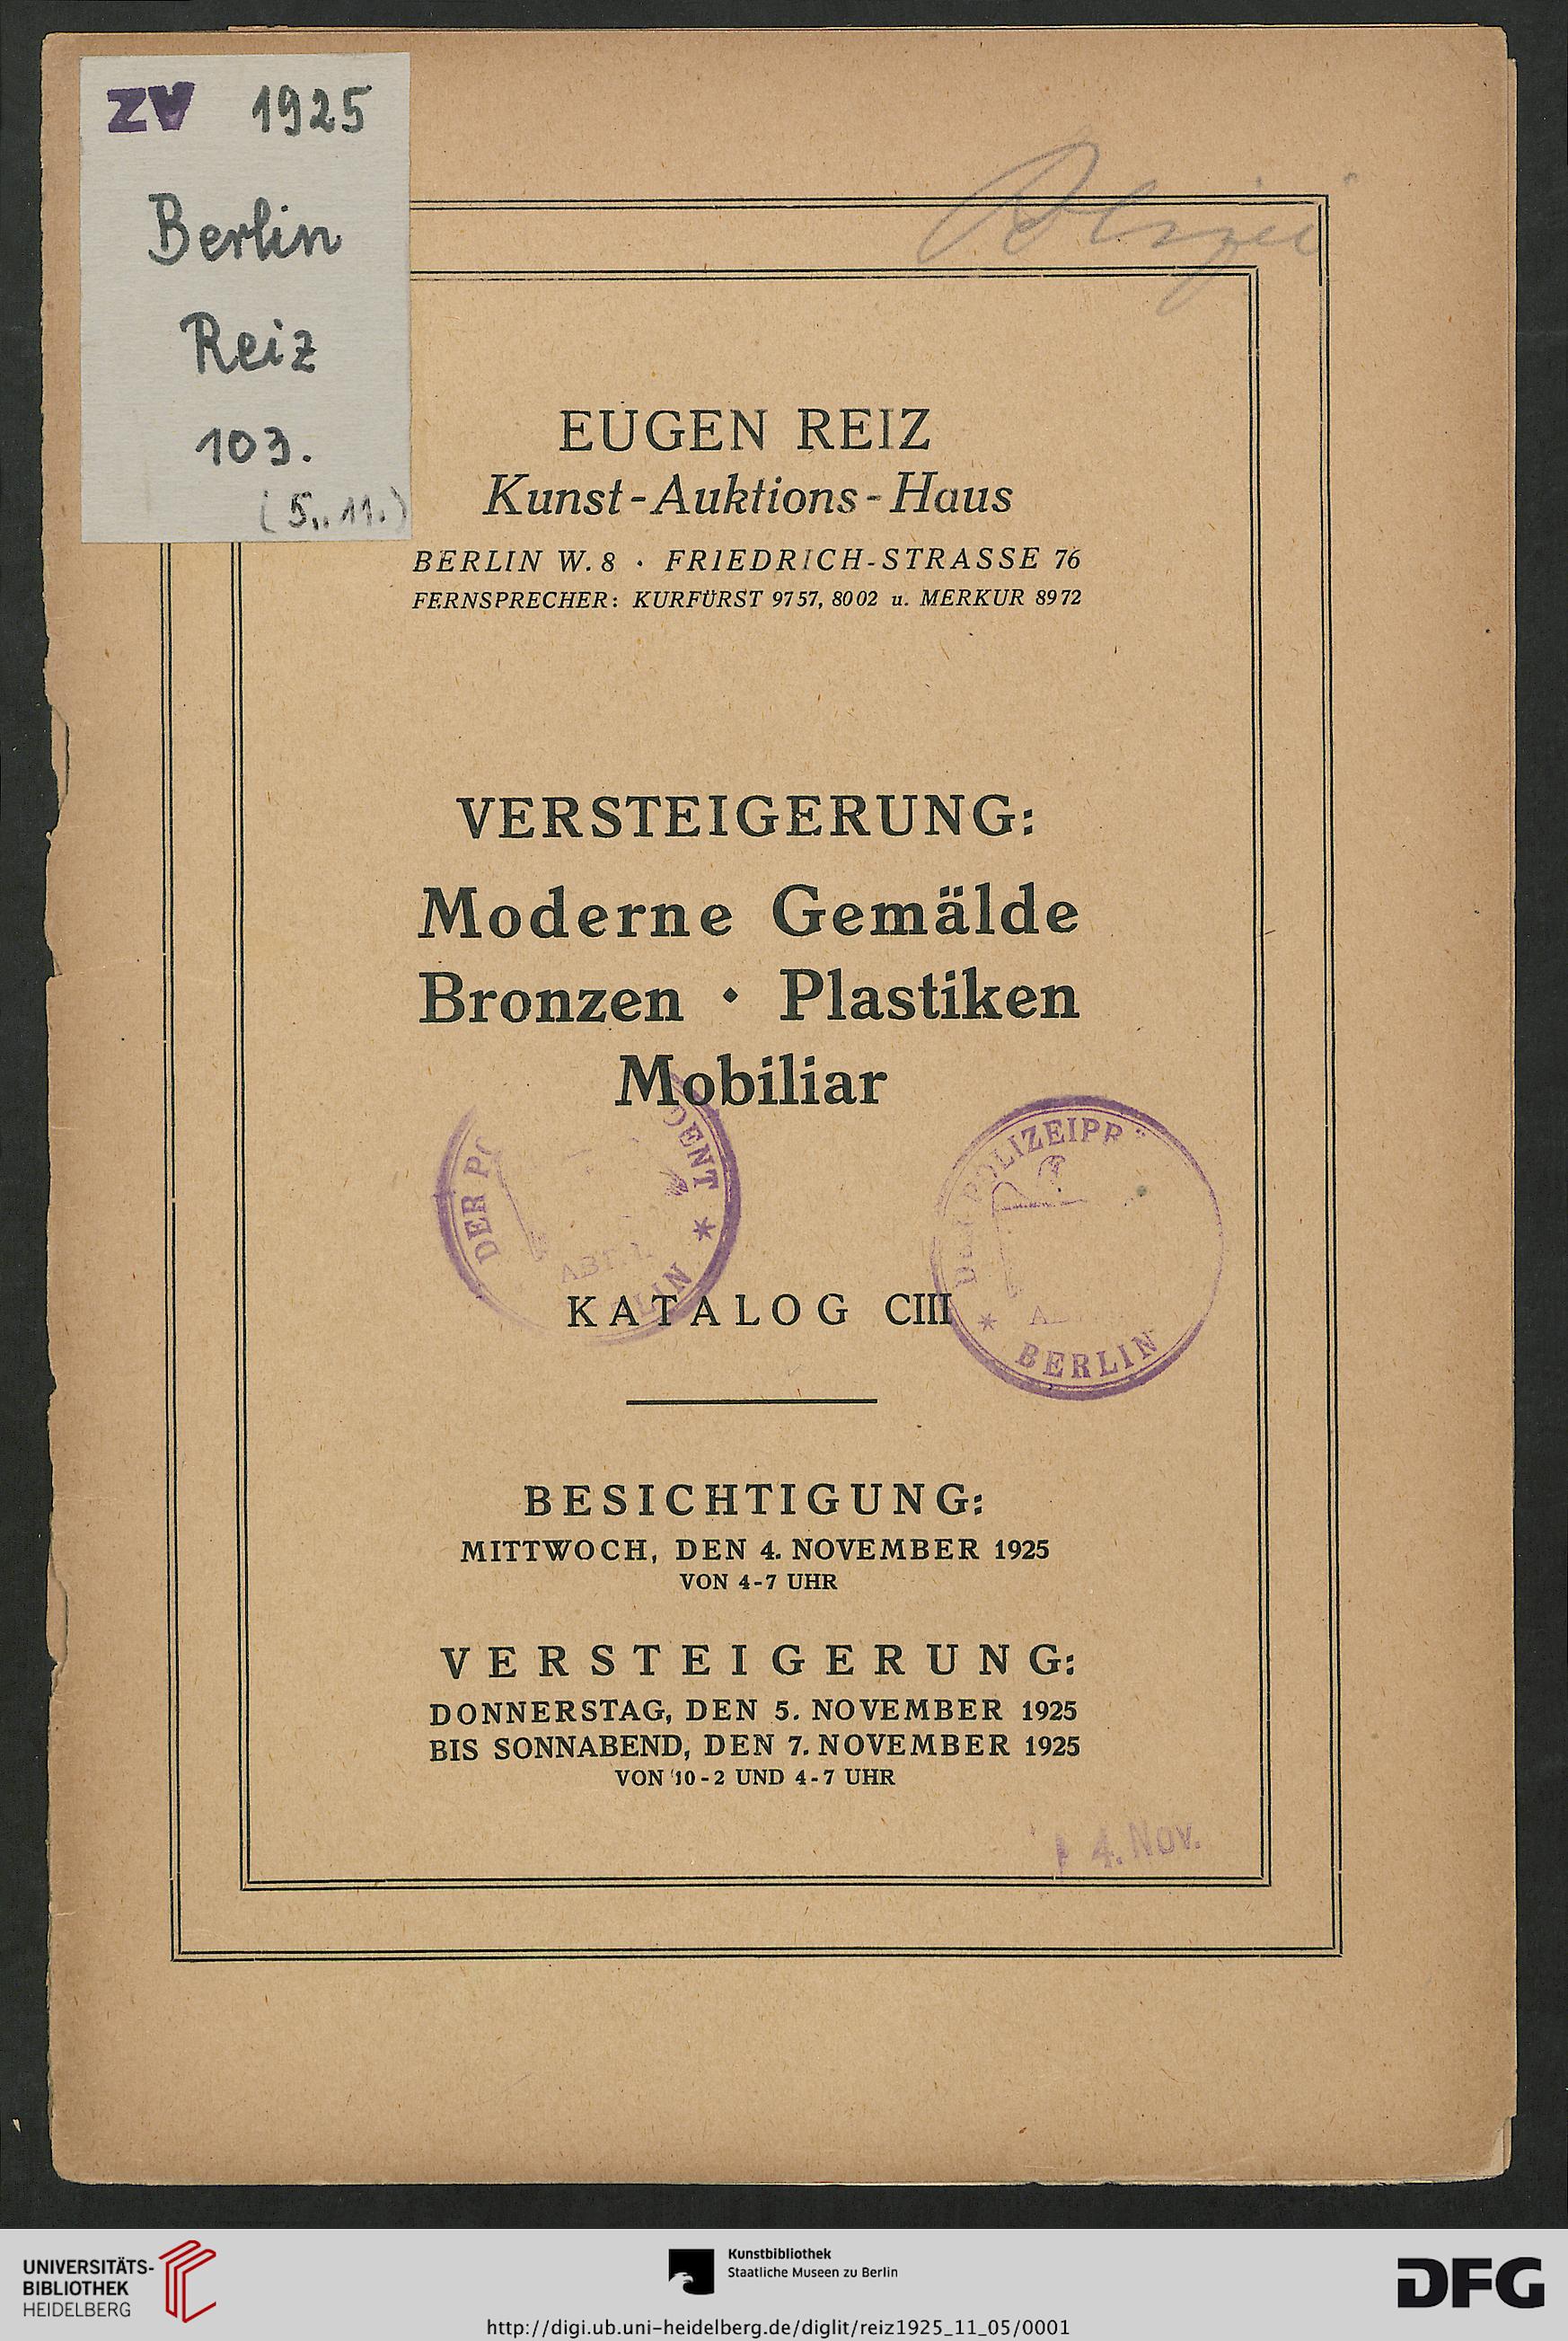 ZV 1925
Berlin
Reiz
103.
(5.. 11.)
Polizei
EUGEN REIZ
Kunst-Auktions-Haus
BERLIN W. 8 · FRIEDRICH-STRASSE 76
FERNSPRECHER: KURFÜRST 9757, 8002 u. MERKUR 8972
VERSTEIGERUNG:
Moderne Gemälde
Bronzen · Plastiken
Mobiliar
DER
POLIZEIPR
BERLIN
KATALOG CIII
BESICHTIGUNG:
MITTWOCH, DEN 4. NOVEMBER 1925
VON 4-7 UHR
VERSTEIGERUNG:
DONNERSTAG, DEN 5. NOVEMBER 1925
BIS SONNABEND, DEN 7. NOVEMBER 1925
VON 10-2 UND 4-7 UHR
4. Nov.
UNIVERSITÄTS-
BIBLIOTHEK
HEIDELBERG
Kunstbibliothek
Staatliche Museen zu Berlin
DFG
http://digi.ub.uni-heidelberg.de/diglit/reiz1925_11_05/0001